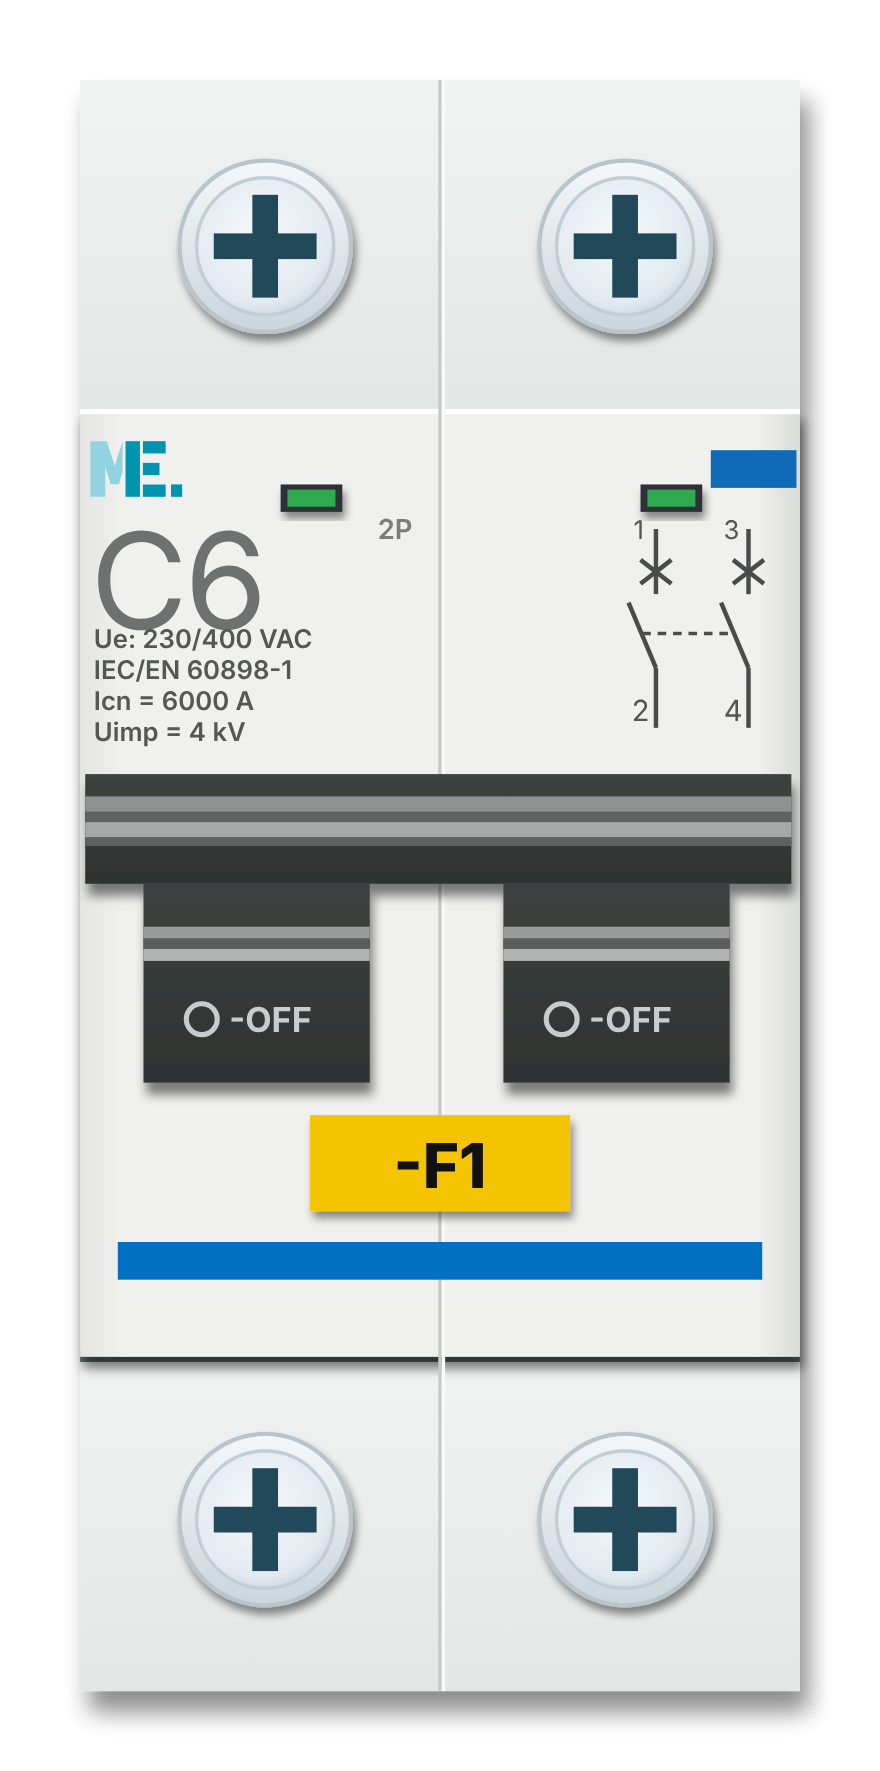 ME.
2P
C6
Ue: 230/400 VAC
IEC/EN 60898-1
Icn = 6000 A
Uimp = 4 kV
1 3
2 4
O -OFF
O -OFF
-F1